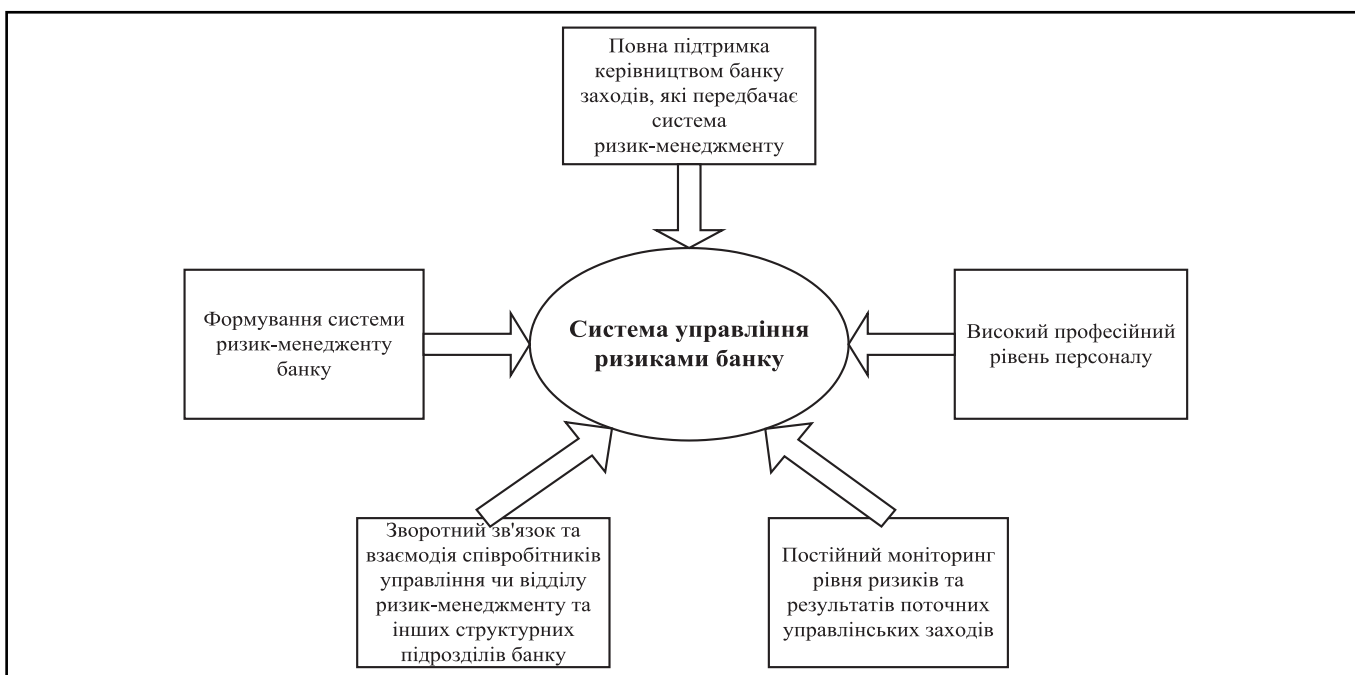 Повна підтримка
керівництвом банку
заходів, які передбачає
система
ризик-менеджменту
Формування системи
ризик-менедженту
банку
Система управління
ризиками банку
Високий професійний
рівень персоналу
Зворотний зв'язок та
взаємодія співробітників
управління чи відділу
ризик-менеджменту та
інших структурних
підрозділів банку
Постійний моніторинг
рівня ризиків та
результатів поточних
управлінських заходів